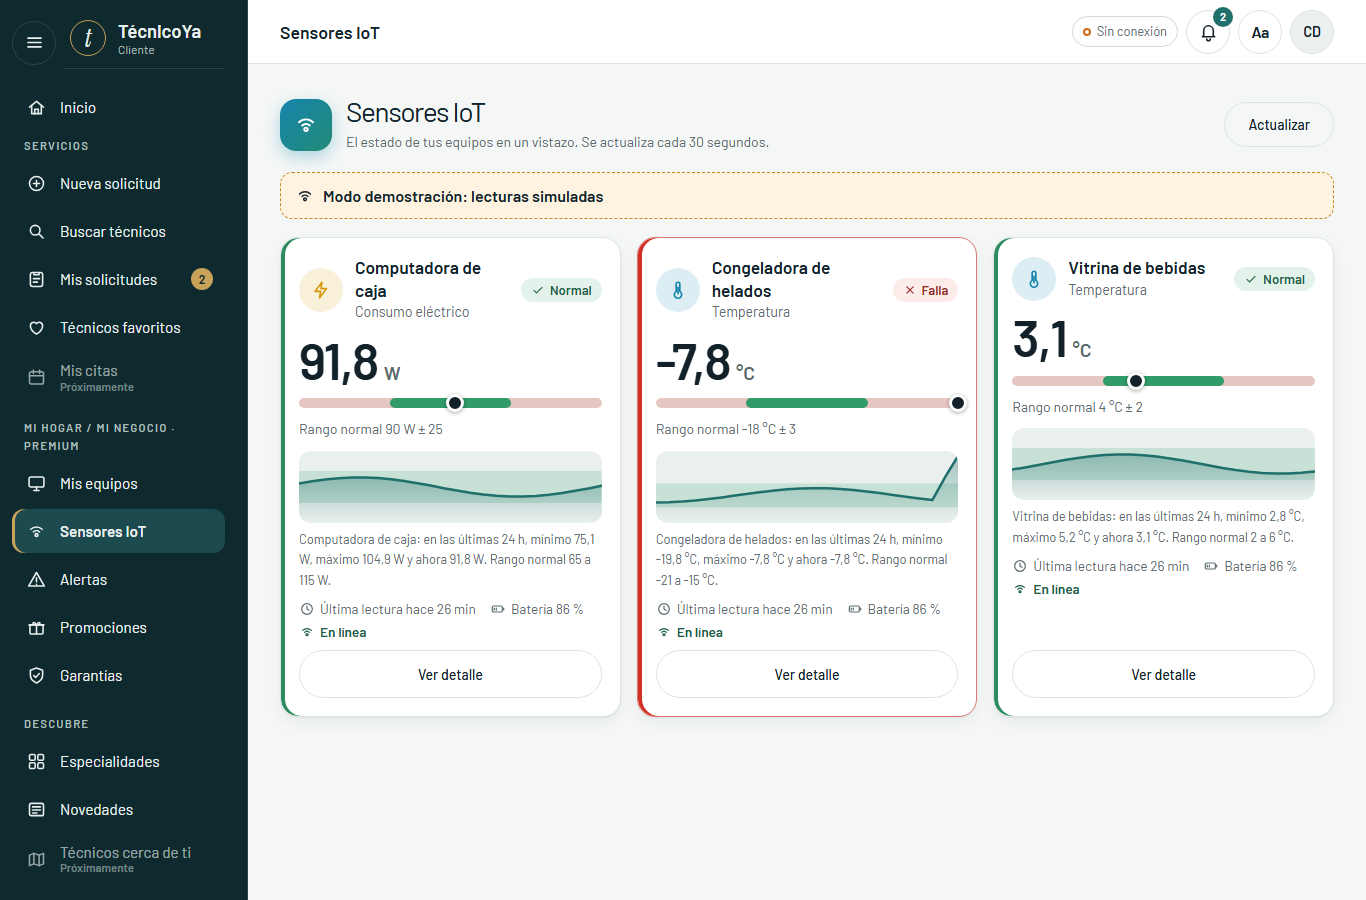 t
TécnicoYa
Cliente
Inicio
SERVICIOS
Nueva solicitud
Buscar técnicos
Mis solicitudes
2
Técnicos favoritos
Mis citas
Próximamente
MI HOGAR / MI NEGOCIO ·
PREMIUM
Mis equipos
Sensores IoT
Alertas
Promociones
Garantías
DESCUBRE
Especialidades
Novedades
Técnicos cerca de ti
Próximamente
Sensores IoT
Sin conexión
2
Aa
CD
Sensores IoT
El estado de tus equipos en un vistazo. Se actualiza cada 30 segundos.
Actualizar
Modo demostración: lecturas simuladas
Computadora de
caja
Consumo eléctrico
Normal
91,8 W
Rango normal 90 W ± 25
Computadora de caja: en las últimas 24 h, mínimo 75,1
W, máximo 104,9 W y ahora 91,8 W. Rango normal 65 a
115 W.
Última lectura hace 26 min
Batería 86 %
En línea
Ver detalle
Congeladora de
helados
Temperatura
Falla
-7,8 °C
Rango normal -18 °C ± 3
Congeladora de helados: en las últimas 24 h, mínimo
-19,8 °C, máximo -7,8 °C y ahora -7,8 °C. Rango normal
-21 a -15 °C.
Última lectura hace 26 min
Batería 86 %
En línea
Ver detalle
Vitrina de bebidas
Temperatura
Normal
3,1 °C
Rango normal 4 °C ± 2
Vitrina de bebidas: en las últimas 24 h, mínimo 2,8 °C,
máximo 5,2 °C y ahora 3,1 °C. Rango normal 2 a 6 °C.
Última lectura hace 26 min
Batería 86 %
En línea
Ver detalle